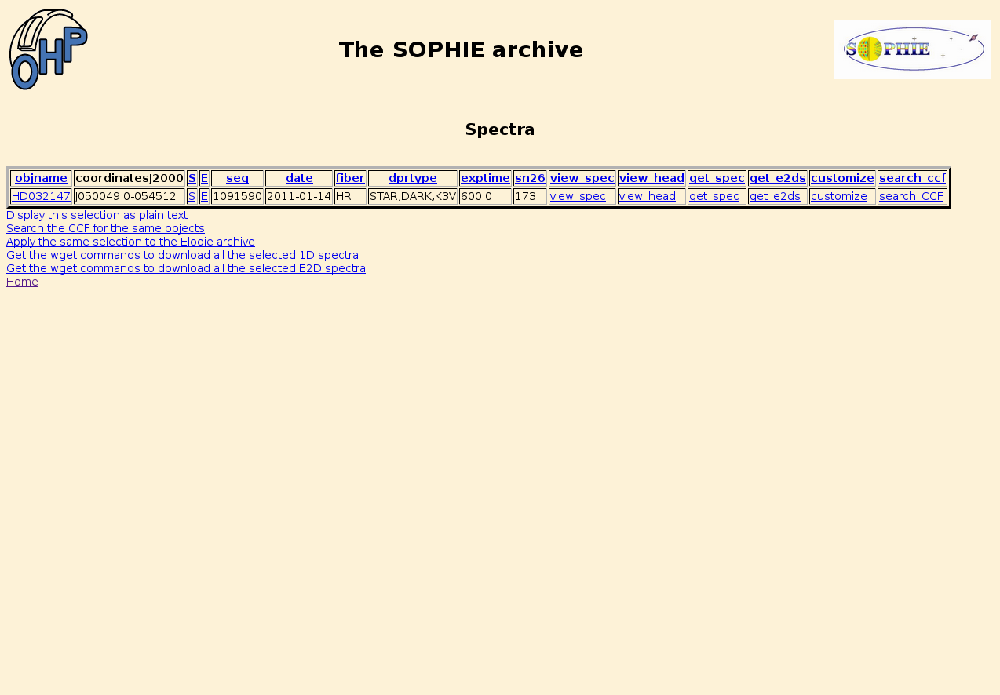 OHP
The SOPHIE archive
SOPHIE
Spectra
objname coordinatesJ2000 S E seq date fiber dprtype exptime sn26 view_spec view_head get_spec get_e2ds customize search_ccf
HD032147 J050049.0-054512 S E 1091590 2011-01-14 HR STAR,DARK,K3V 600.0 173 view_spec view_head get_spec get_e2ds customize search_CCF
Display this selection as plain text
Search the CCF for the same objects
Apply the same selection to the Elodie archive
Get the wget commands to download all the selected 1D spectra
Get the wget commands to download all the selected E2D spectra
Home